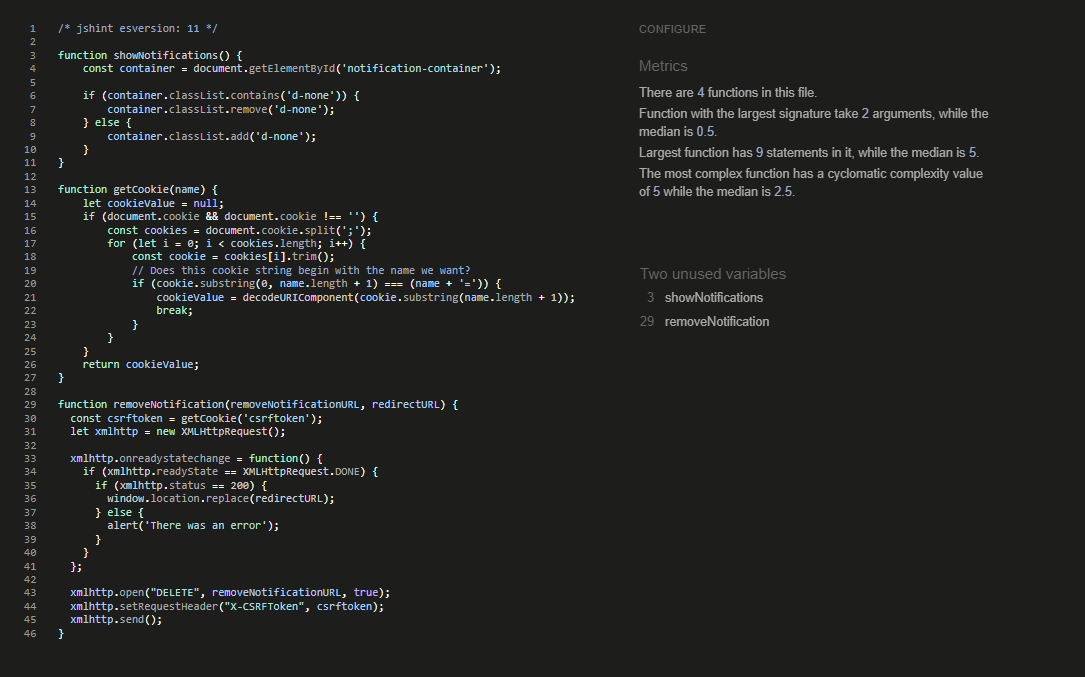 1 /* jshint esversion: 11 */
2
3 function showNotifications() {
4     const container = document.getElementById('notification-container');
5
6     if (container.classList.contains('d-none')) {
7         container.classList.remove('d-none');
8     } else {
9         container.classList.add('d-none');
10     }
11 }
12
13 function getCookie(name) {
14     let cookieValue = null;
15     if (document.cookie && document.cookie !== '') {
16         const cookies = document.cookie.split(';');
17         for (let i = 0; i < cookies.length; i++) {
18             const cookie = cookies[i].trim();
19             // Does this cookie string begin with the name we want?
20             if (cookie.substring(0, name.length + 1) === (name + '=')) {
21                 cookieValue = decodeURIComponent(cookie.substring(name.length + 1));
22                 break;
23             }
24         }
25     }
26     return cookieValue;
27 }
28
29 function removeNotification(removeNotificationURL, redirectURL) {
30   const csrftoken = getCookie('csrftoken');
31   let xmlhttp = new XMLHttpRequest();
32
33   xmlhttp.onreadystatechange = function() {
34     if (xmlhttp.readyState == XMLHttpRequest.DONE) {
35       if (xmlhttp.status == 200) {
36         window.location.replace(redirectURL);
37       } else {
38         alert('There was an error');
39       }
40     }
41   };
42
43   xmlhttp.open("DELETE", removeNotificationURL, true);
44   xmlhttp.setRequestHeader("X-CSRFToken", csrftoken);
45   xmlhttp.send();
46 }
CONFIGURE
Metrics
There are 4 functions in this file.
Function with the largest signature take 2 arguments, while the
median is 0.5.
Largest function has 9 statements in it, while the median is 5.
The most complex function has a cyclomatic complexity value
of 5 while the median is 2.5.
Two unused variables
3 showNotifications
29 removeNotification